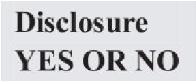 Disclosure
YES OR NO